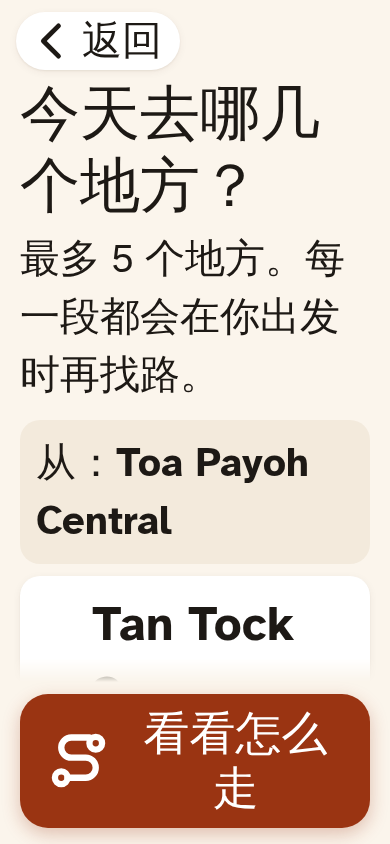 返回
今天去哪几
个地方？
最多 5 个地方。每
一段都会在你出发
时再找路。
从：Toa Payoh
Central
Tan Tock
看看怎么
走